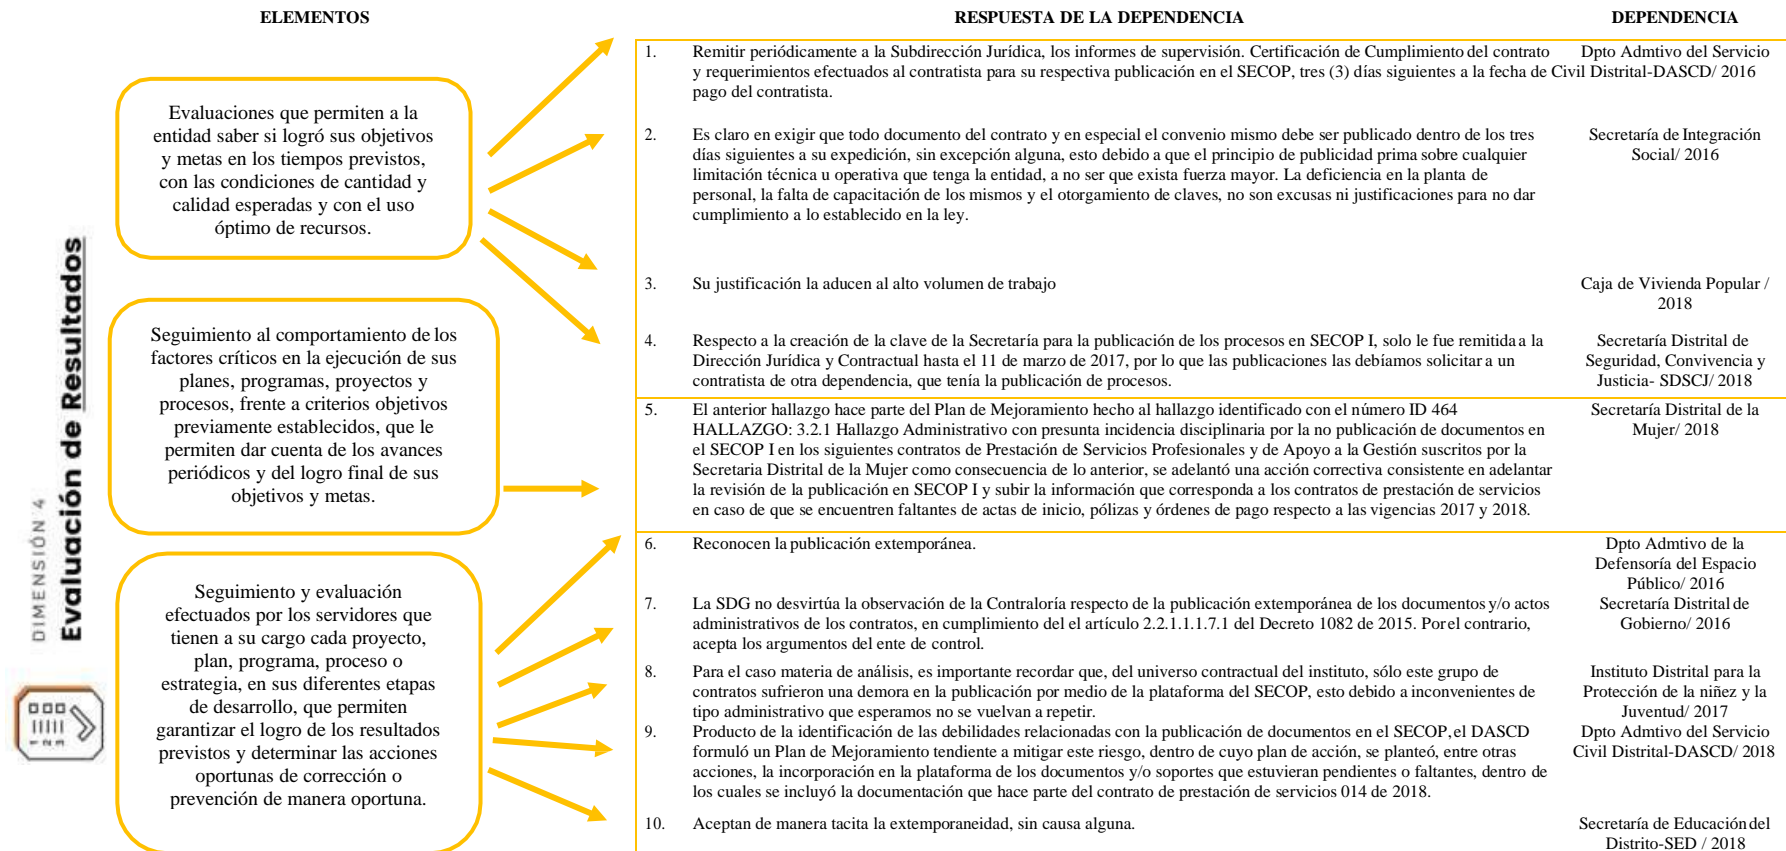 ELEMENTOS
RESPUESTA DE LA DEPENDENCIA
DEPENDENCIA
DIMENSIÓN 4
Evaluación de Resultados
Evaluaciones que permiten a la
entidad saber si logró sus objetivos
y metas en los tiempos previstos,
con las condiciones de cantidad y
calidad esperadas y con el uso
óptimo de recursos.
Seguimiento al comportamiento de los
factores críticos en la ejecución de sus
planes, programas, proyectos y
procesos, frente a criterios objetivos
previamente establecidos, que le
permiten dar cuenta de los avances
periódicos y del logro final de sus
objetivos y metas.
Seguimiento y evaluación
efectuados por los servidores que
tienen a su cargo cada proyecto,
plan, programa, proceso o
estrategia, en sus diferentes etapas
de desarrollo, que permiten
garantizar el logro de los resultados
previstos y determinar las acciones
oportunas de corrección o
prevención de manera oportuna.
1. Remitir periódicamente a la Subdirección Jurídica, los informes de supervisión. Certificación de Cumplimiento del contrato
y requerimientos efectuados al contratista para su respectiva publicación en el SECOP, tres (3) días siguientes a la fecha de
pago del contratista.
Dpto Admtivo del Servicio
Civil Distrital-DASCD/ 2016
2. Es claro en exigir que todo documento del contrato y en especial el convenio mismo debe ser publicado dentro de los tres
días siguientes a su expedición, sin excepción alguna, esto debido a que el principio de publicidad prima sobre cualquier
limitación técnica u operativa que tenga la entidad, a no ser que exista fuerza mayor. La deficiencia en la planta de
personal, la falta de capacitación de los mismos y el otorgamiento de claves, no son excusas ni justificaciones para no dar
cumplimiento a lo establecido en la ley.
Secretaría de Integración
Social/ 2016
3. Su justificación la aducen al alto volumen de trabajo
Caja de Vivienda Popular /
2018
4. Respecto a la creación de la clave de la Secretaría para la publicación de los procesos en SECOP I, solo le fue remitida a la
Dirección Jurídica y Contractual hasta el 11 de marzo de 2017, por lo que las publicaciones las debíamos solicitar a un
contratista de otra dependencia, que tenía la publicación de procesos.
Secretaría Distrital de
Seguridad, Convivencia y
Justicia- SDSCJ/ 2018
5. El anterior hallazgo hace parte del Plan de Mejoramiento hecho al hallazgo identificado con el número ID 464
HALLAZGO: 3.2.1 Hallazgo Administrativo con presunta incidencia disciplinaria por la no publicación de documentos en
el SECOP I en los siguientes contratos de Prestación de Servicios Profesionales y de Apoyo a la Gestión suscritos por la
Secretaria Distrital de la Mujer como consecuencia de lo anterior, se adelantó una acción correctiva consistente en adelantar
la revisión de la publicación en SECOP I y subir la información que corresponda a los contratos de prestación de servicios
en caso de que se encuentren faltantes de actas de inicio, pólizas y órdenes de pago respecto a las vigencias 2017 y 2018.
Secretaría Distrital de la
Mujer/ 2018
6. Reconocen la publicación extemporánea.
Dpto Admtivo de la
Defensoría del Espacio
Público/ 2016
7. La SDG no desvirtúa la observación de la Contraloría respecto de la publicación extemporánea de los documentos y/o actos
administrativos de los contratos, en cumplimiento del el artículo 2.2.1.1.1.7.1 del Decreto 1082 de 2015. Por el contrario,
acepta los argumentos del ente de control.
Secretaría Distrital de
Gobierno/ 2016
8. Para el caso materia de análisis, es importante recordar que, del universo contractual del instituto, sólo este grupo de
contratos sufrieron una demora en la publicación por medio de la plataforma del SECOP, esto debido a inconvenientes de
tipo administrativo que esperamos no se vuelvan a repetir.
Instituto Distrital para la
Protección de la niñez y la
Juventud/ 2017
9. Producto de la identificación de las debilidades relacionadas con la publicación de documentos en el SECOP, el DASCD
formuló un Plan de Mejoramiento tendiente a mitigar este riesgo, dentro de cuyo plan de acción, se planteó, entre otras
acciones, la incorporación en la plataforma de los documentos y/o soportes que estuvieran pendientes o faltantes, dentro de
los cuales se incluyó la documentación que hace parte del contrato de prestación de servicios 014 de 2018.
Dpto Admtivo del Servicio
Civil Distrital-DASCD/ 2018
10. Aceptan de manera tacita la extemporaneidad, sin causa alguna.
Secretaría de Educación del
Distrito-SED / 2018